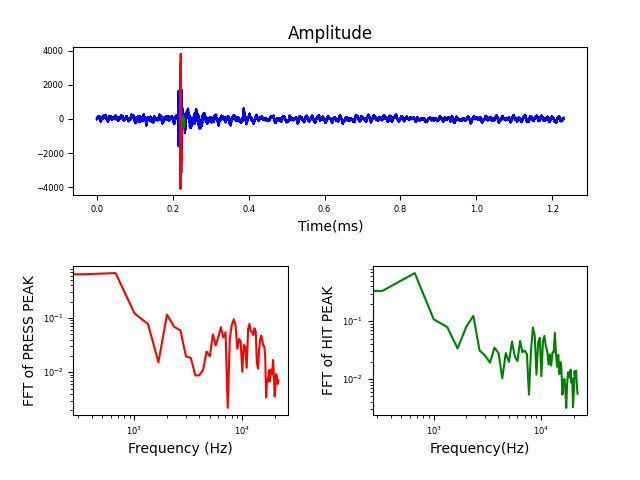 Amplitude
4000
2000
0
−2000
−4000
0.0 0.2 0.4 0.6 0.8 1.0 1.2
Time(ms)
FFT of PRESS PEAK
10⁻¹
10⁻²
10³ 10⁴
Frequency (Hz)
FFT of HIT PEAK
10⁻¹
10⁻²
10³ 10⁴
Frequency(Hz)